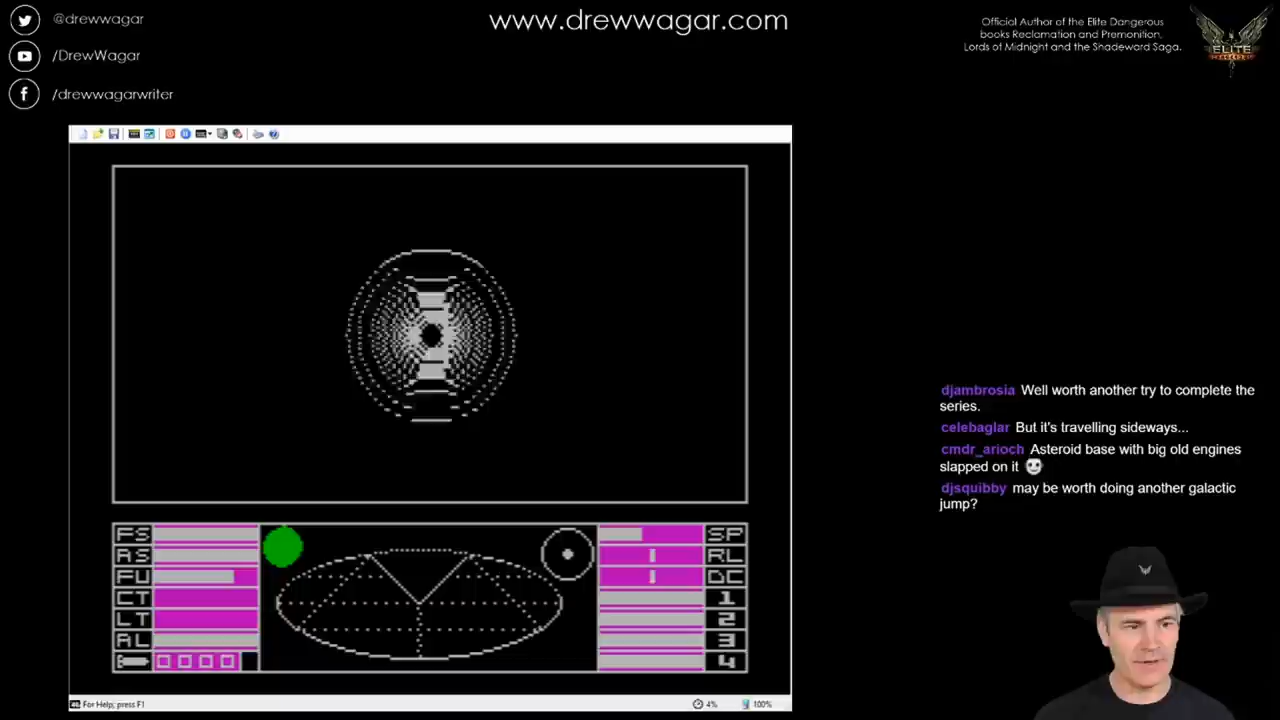 @drewwagar
/DrewWagar
/drewwagarwriter
www.drewwagar.com
Official Author of the Elite Dangerous
books Reclamation and Premonition,
Lords of Midnight and the Shadeward Saga.
ELITE
DANGEROUS
djambrosia Well worth another try to complete the
series.
celebaglar But it's travelling sideways...
cmdr_arioch Asteroid base with big old engines
slapped on it
djsquibby may be worth doing another galactic
jump?
FS
AS
FU
CT
LT
AL
SP
RL
DC
1
2
3
4
For Help, press F1
4%
100%